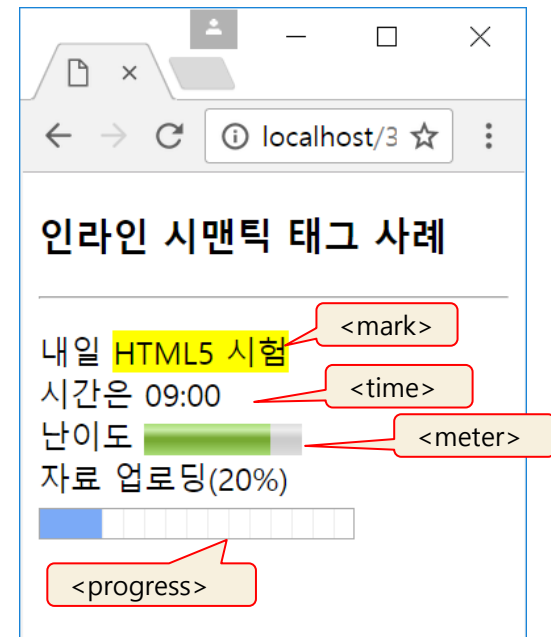 localhost/3
인라인 시맨틱 태그 사례
<mark>
내일 HTML5 시험
시간은 09:00
<time>
난이도
<meter>
자료 업로딩(20%)
<progress>